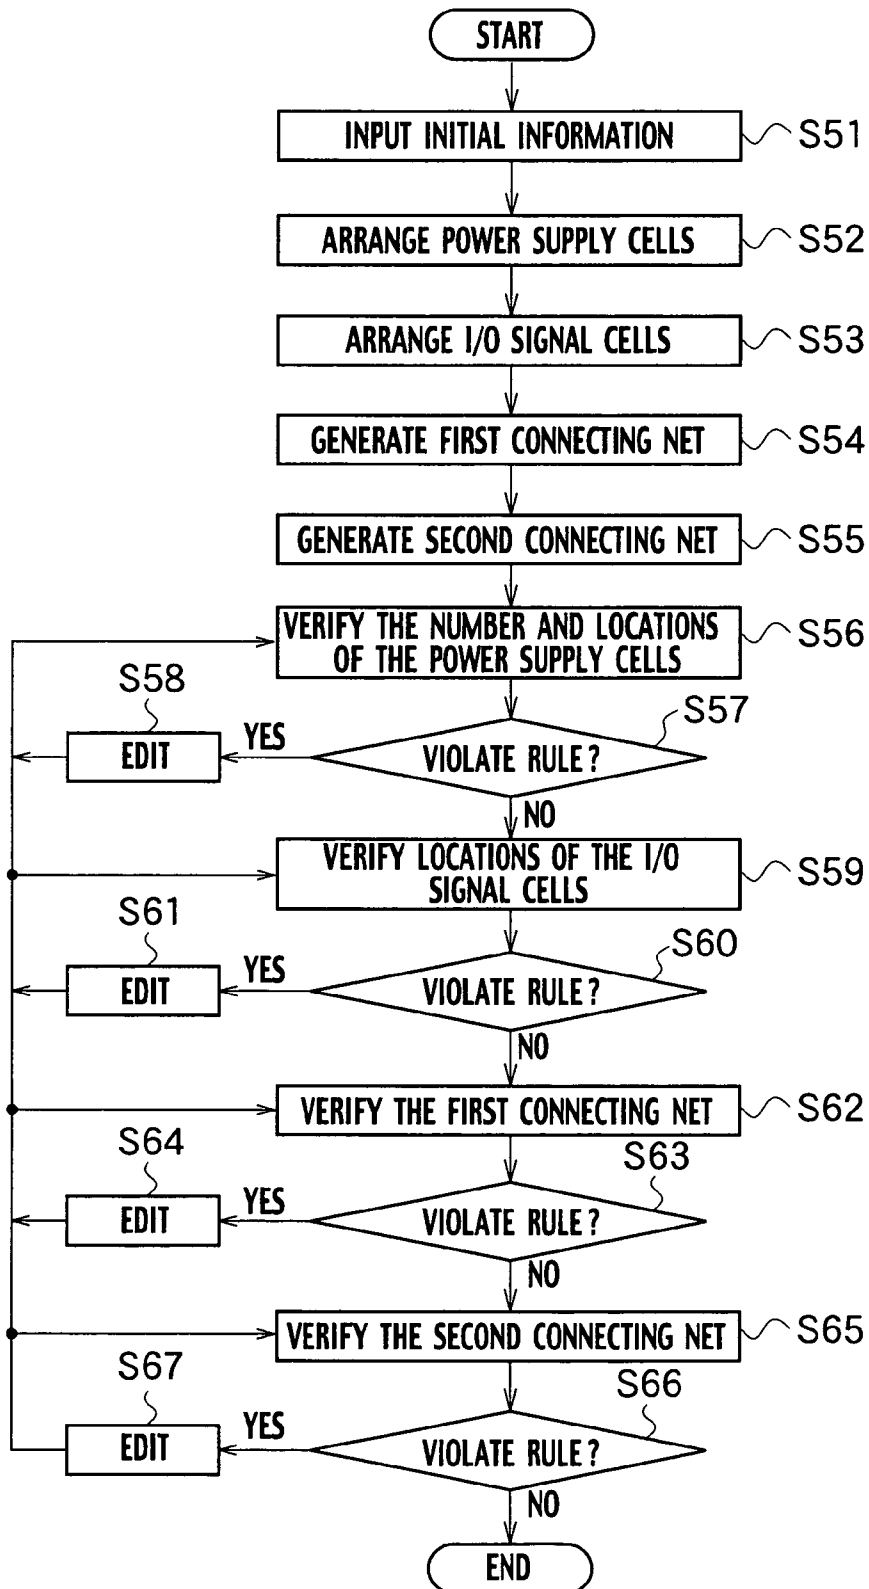 START
INPUT INITIAL INFORMATION
S51
ARRANGE POWER SUPPLY CELLS
S52
ARRANGE I/O SIGNAL CELLS
S53
GENERATE FIRST CONNECTING NET
S54
GENERATE SECOND CONNECTING NET
S55
VERIFY THE NUMBER AND LOCATIONS
OF THE POWER SUPPLY CELLS
S56
S58
EDIT
YES
VIOLATE RULE?
S57
NO
VERIFY LOCATIONS OF THE I/O
SIGNAL CELLS
S59
S61
EDIT
YES
VIOLATE RULE?
S60
NO
VERIFY THE FIRST CONNECTING NET
S62
S64
EDIT
YES
VIOLATE RULE?
S63
NO
VERIFY THE SECOND CONNECTING NET
S65
S67
EDIT
YES
VIOLATE RULE?
S66
NO
END